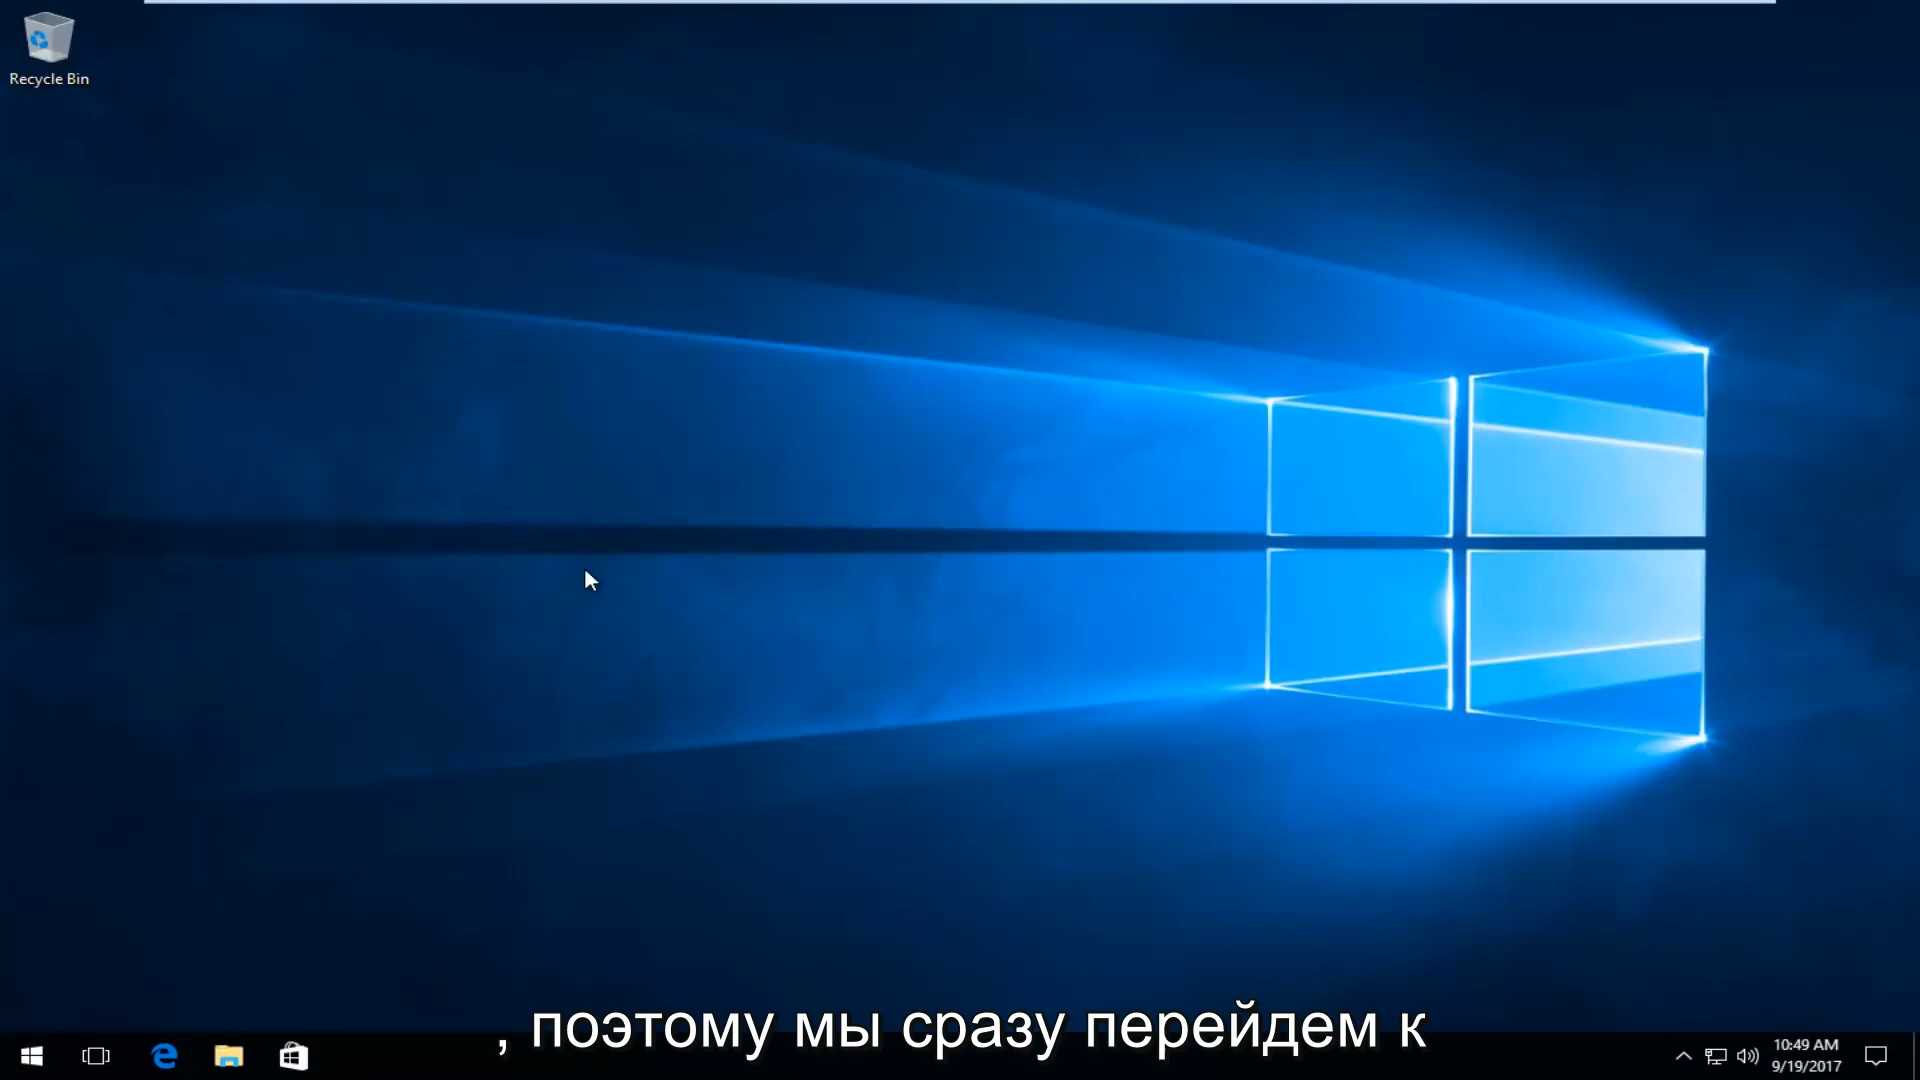 Recycle Bin
, поэтому мы сразу перейдем к
10:49 AM
9/19/2017